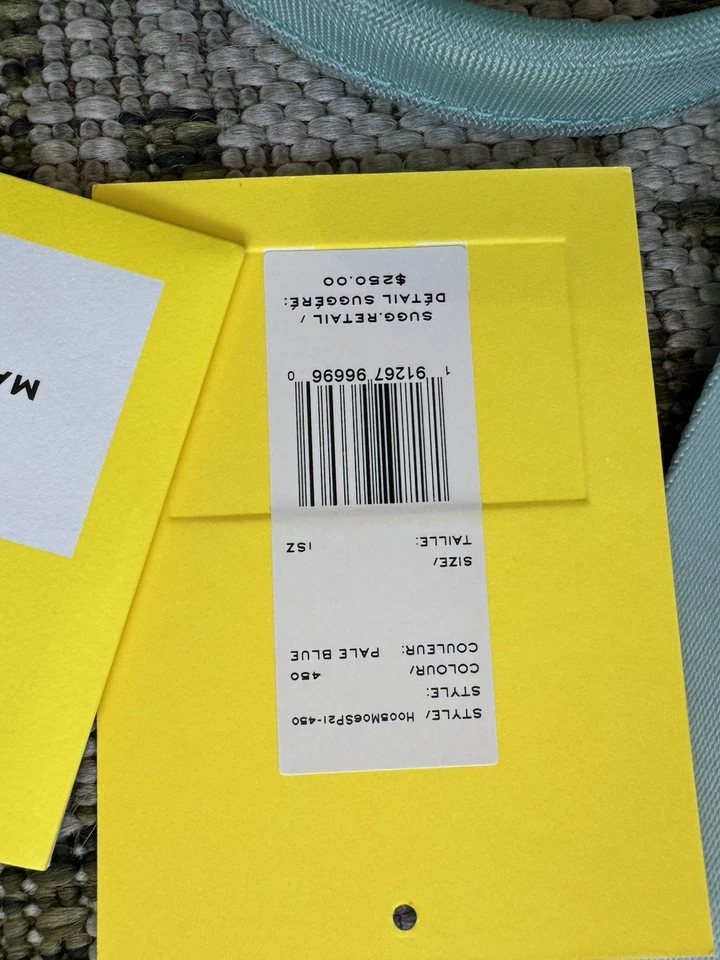 STYLE/ H005M06SP21-450
STYLE:
COLOUR/ 450
COULEUR: PALE BLUE
SIZE/
TAILLE: 1SZ
1 91267 96696 0
SUGG.RETAIL /
DÉTAIL SUGGÉRÉ:
$250.00
MA